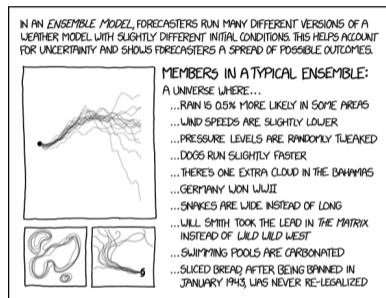 IN AN ENSEMBLE MODEL, FORECASTERS RUN MANY DIFFERENT VERSIONS OF A
WEATHER MODEL WITH SLIGHTLY DIFFERENT INITIAL CONDITIONS. THIS HELPS ACCOUNT
FOR UNCERTAINTY AND SHOWS FORECASTERS A SPREAD OF POSSIBLE OUTCOMES.
MEMBERS IN A TYPICAL ENSEMBLE:
A UNIVERSE WHERE...
...RAIN IS 0.5% MORE LIKELY IN SOME AREAS
...WIND SPEEDS ARE SLIGHTLY LOWER
...PRESSURE LEVELS ARE RANDOMLY TWEAKED
...DOGS RUN SLIGHTLY FASTER
...THERE'S ONE EXTRA CLOUD IN THE BAHAMAS
...GERMANY WON WWII
...SNAKES ARE WIDE INSTEAD OF LONG
...WILL SMITH TOOK THE LEAD IN THE MATRIX
INSTEAD OF WILD WILD WEST
...SWIMMING POOLS ARE CARBONATED
...SLICED BREAD, AFTER BEING BANNED IN
JANUARY 1943, WAS NEVER RE-LEGALIZED